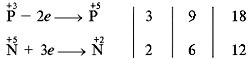 +3 +5
P − 2e ⟶ P | 3 | 9 | 18
+5 +2
N + 3e ⟶ N | 2 | 6 | 12